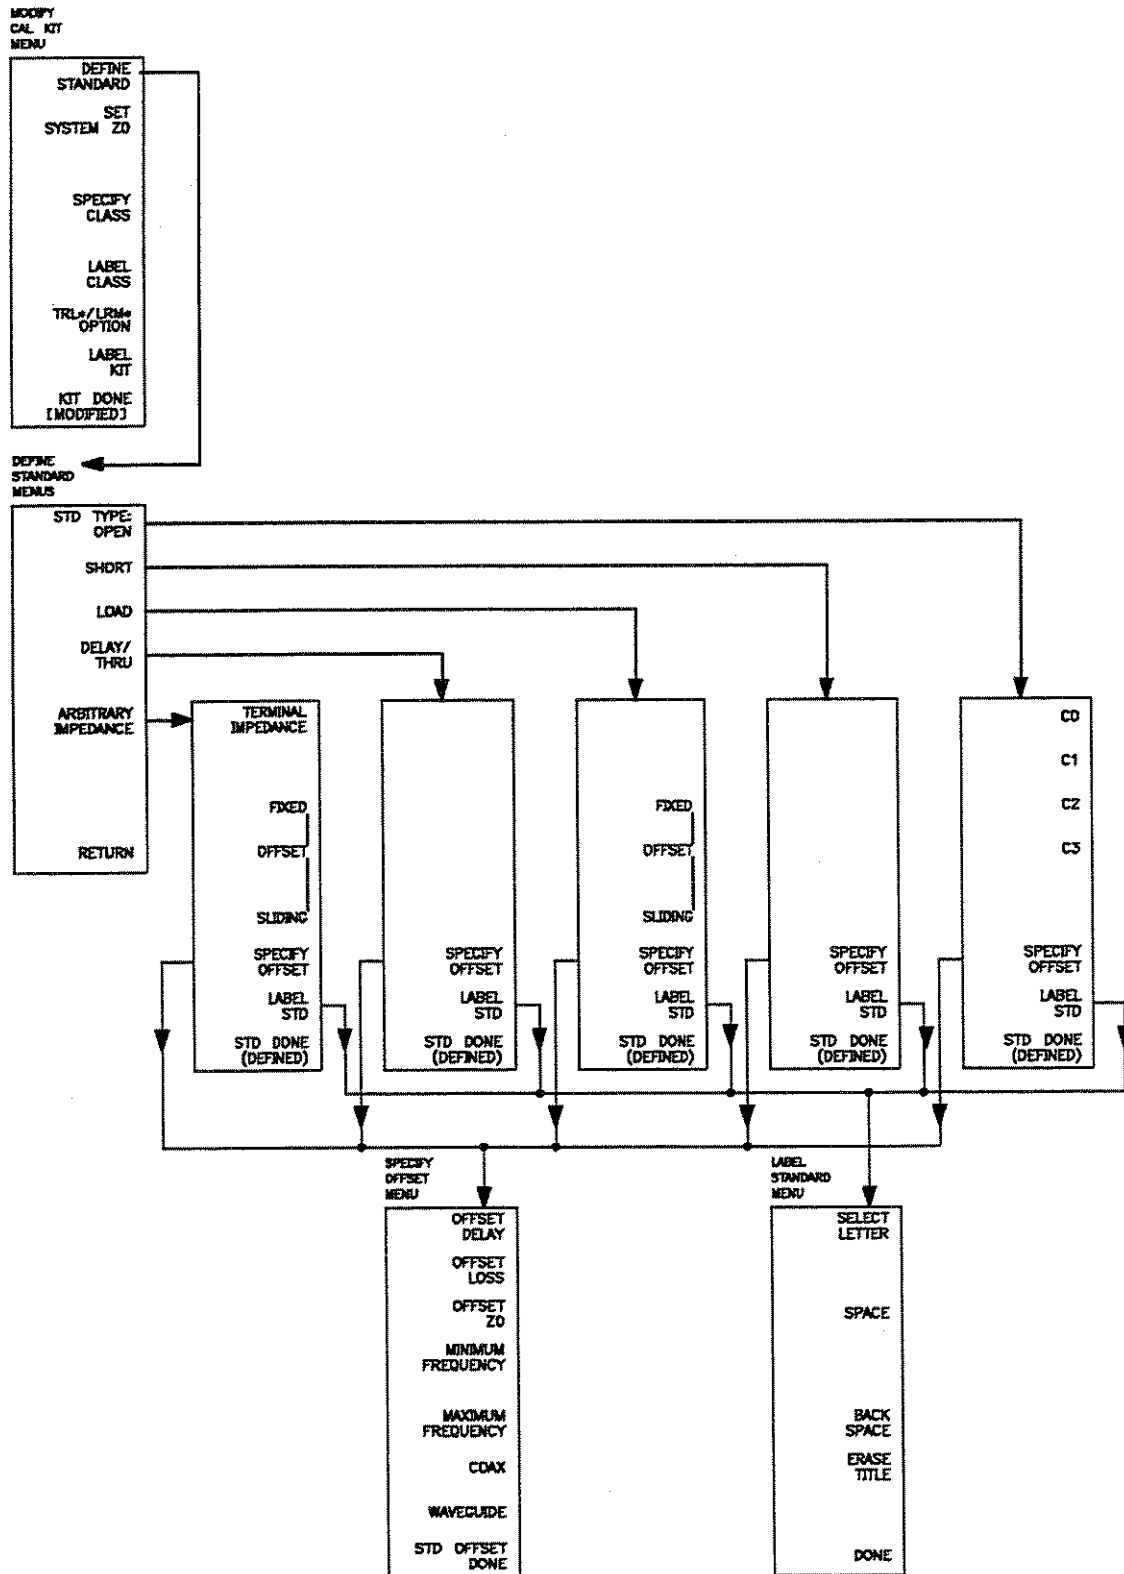 MODIFY
CAL KIT
MENU
DEFINE
STANDARD
SET
SYSTEM Z0
SPECIFY
CLASS
LABEL
CLASS
TRL*/LRM*
OPTION
LABEL
KIT
KIT DONE
[MODIFIED]
DEFINE
STANDARD
MENUS
STD TYPE:
OPEN
SHORT
LOAD
DELAY/
THRU
ARBITRARY
IMPEDANCE
RETURN
TERMINAL
IMPEDANCE
FIXED
OFFSET
SLIDING
SPECIFY
OFFSET
LABEL
STD
STD DONE
(DEFINED)
SPECIFY
OFFSET
LABEL
STD
STD DONE
(DEFINED)
FIXED
OFFSET
SLIDING
SPECIFY
OFFSET
LABEL
STD
STD DONE
(DEFINED)
SPECIFY
OFFSET
LABEL
STD
STD DONE
(DEFINED)
C0
C1
C2
C3
SPECIFY
OFFSET
LABEL
STD
STD DONE
(DEFINED)
SPECIFY
OFFSET
MENU
OFFSET
DELAY
OFFSET
LOSS
OFFSET
Z0
MINIMUM
FREQUENCY
MAXIMUM
FREQUENCY
COAX
WAVEGUIDE
STD OFFSET
DONE
LABEL
STANDARD
MENU
SELECT
LETTER
SPACE
BACK
SPACE
ERASE
TITLE
DONE